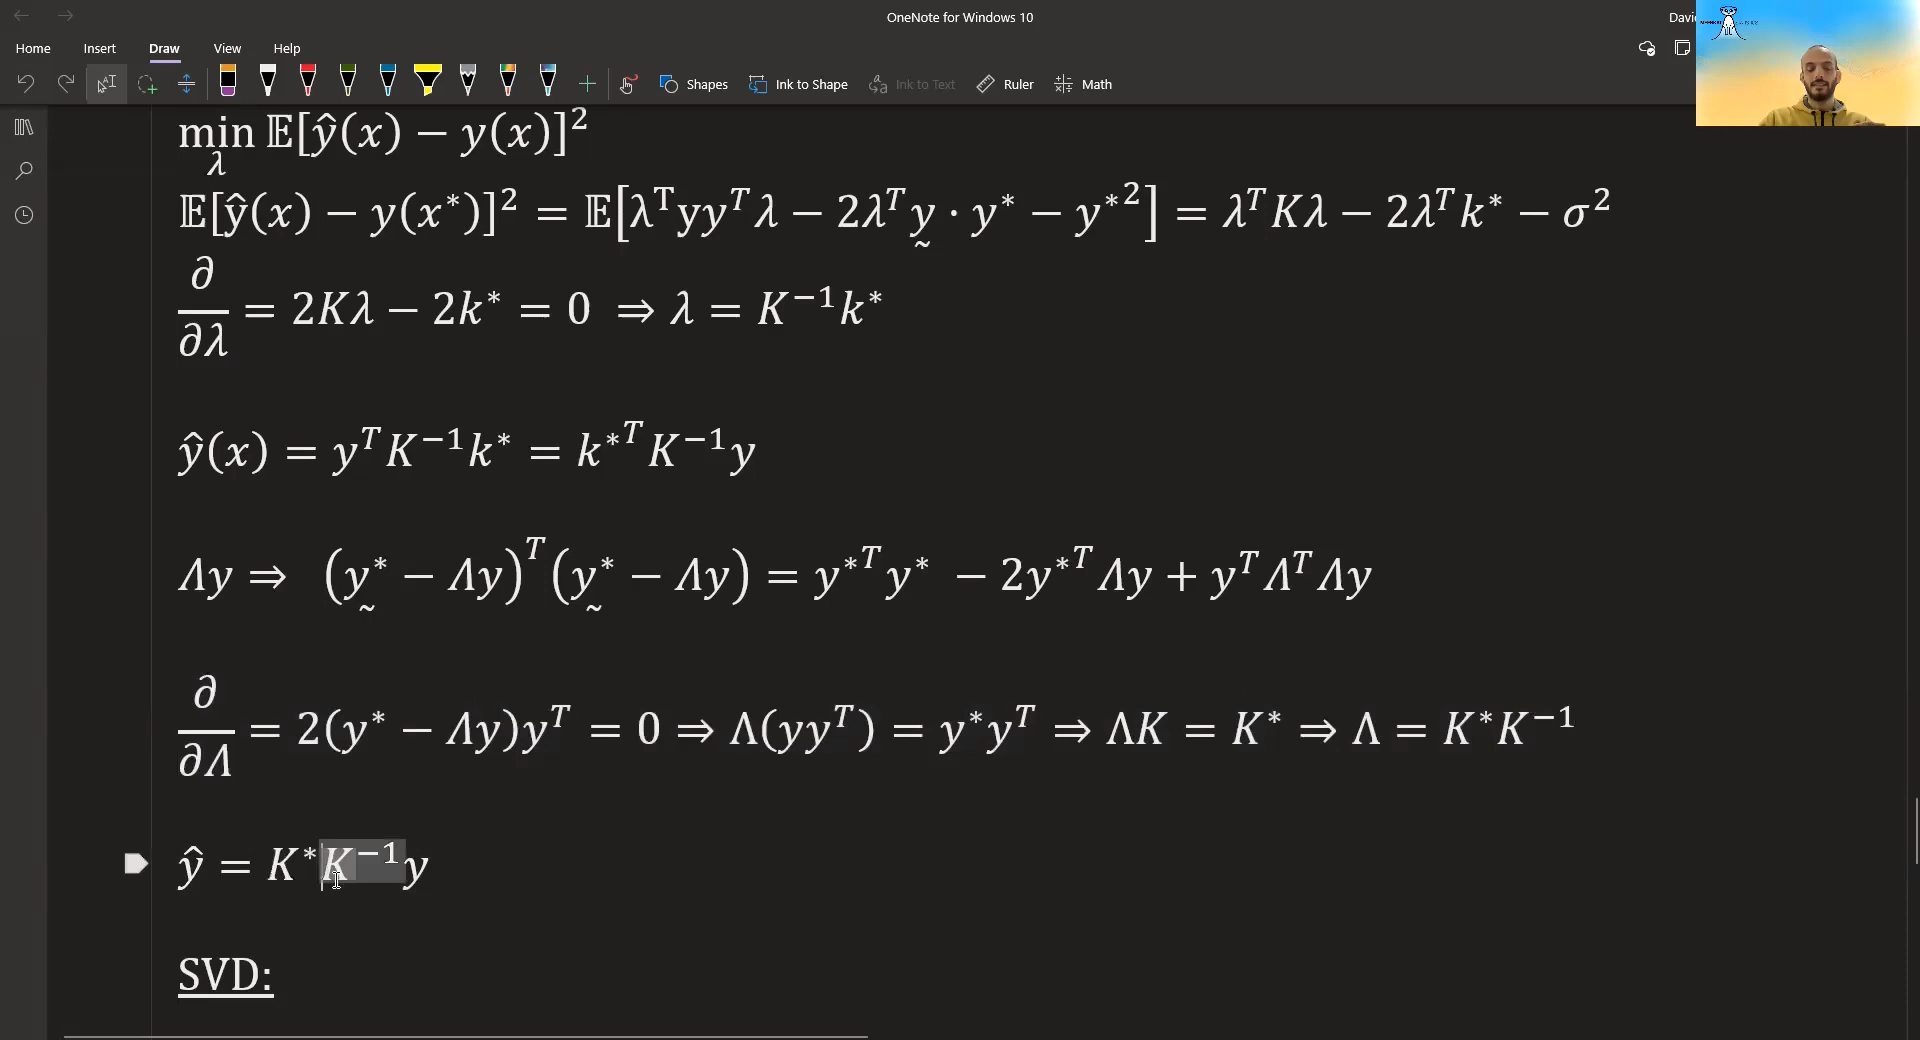 OneNote for Windows 10
Davi
Home Insert Draw View Help
Shapes Ink to Shape Ink to Text Ruler Math
min_λ 𝔼[ŷ(x) − y(x)]²
𝔼[ŷ(x) − y(x*)]² = 𝔼[λᵀyyᵀλ − 2λᵀy · y* − y*²] = λᵀKλ − 2λᵀk* − σ²
∂/∂λ = 2Kλ − 2k* = 0 ⇒ λ = K⁻¹k*
ŷ(x) = yᵀK⁻¹k* = k*ᵀK⁻¹y
Λy ⇒ (y* − Λy)ᵀ(y* − Λy) = y*ᵀy* − 2y*ᵀΛy + yᵀΛᵀΛy
∂/∂Λ = 2(y* − Λy)yᵀ = 0 ⇒ Λ(yyᵀ) = y*yᵀ ⇒ ΛK = K* ⇒ Λ = K*K⁻¹
ŷ = K*K⁻¹y
SVD: